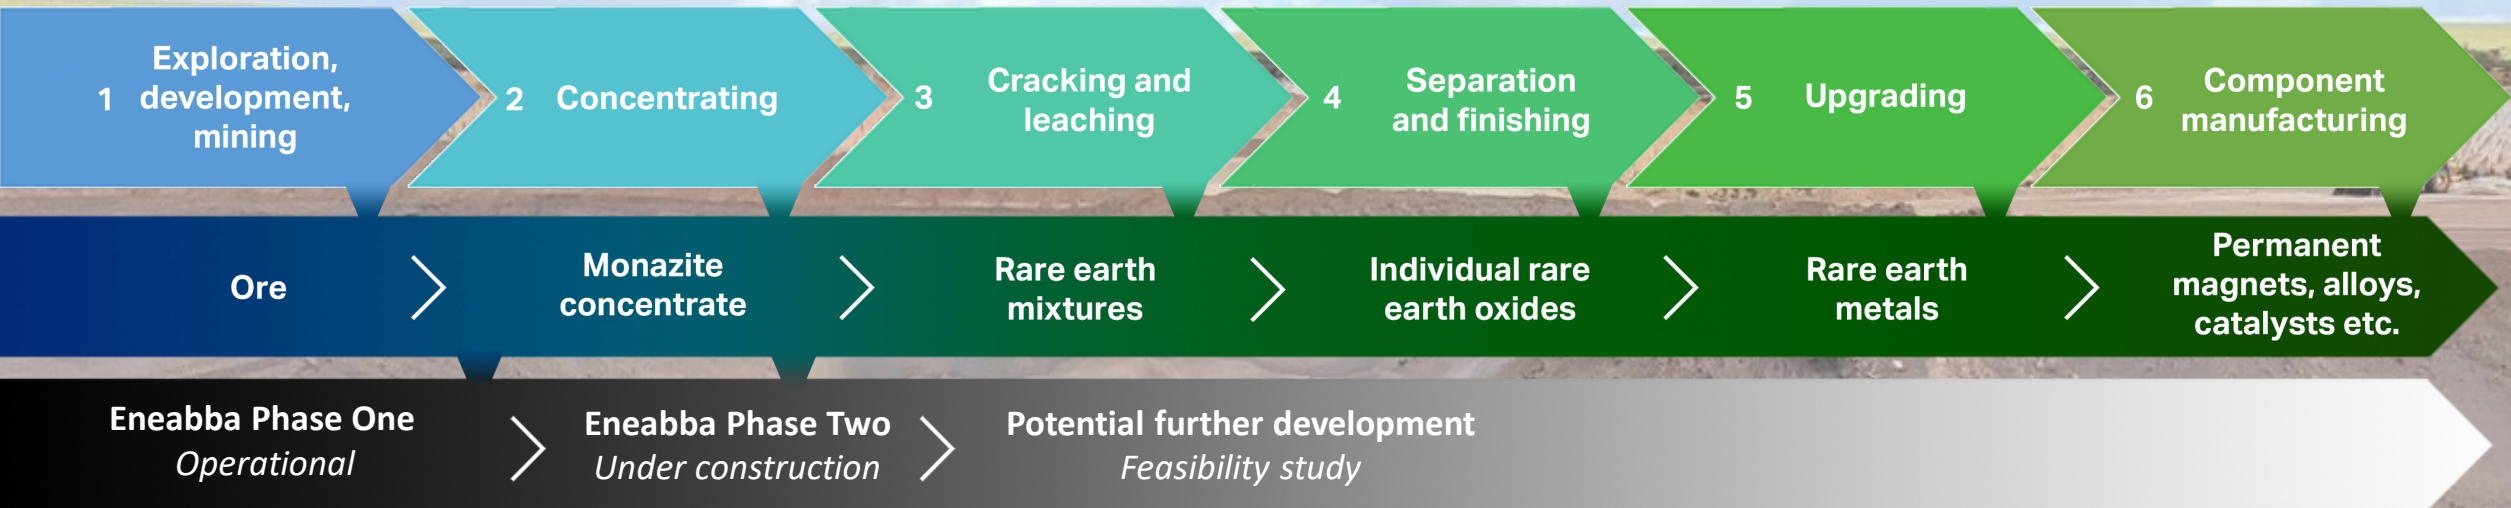 1
Exploration,
development,
mining
2
Concentrating
3
Cracking and
leaching
4
Separation
and finishing
5
Upgrading
6
Component
manufacturing
Ore
Monazite
concentrate
Rare earth
mixtures
Individual rare
earth oxides
Rare earth
metals
Permanent
magnets, alloys,
catalysts etc.
Eneabba Phase One
Operational
Eneabba Phase Two
Under construction
Potential further development
Feasibility study